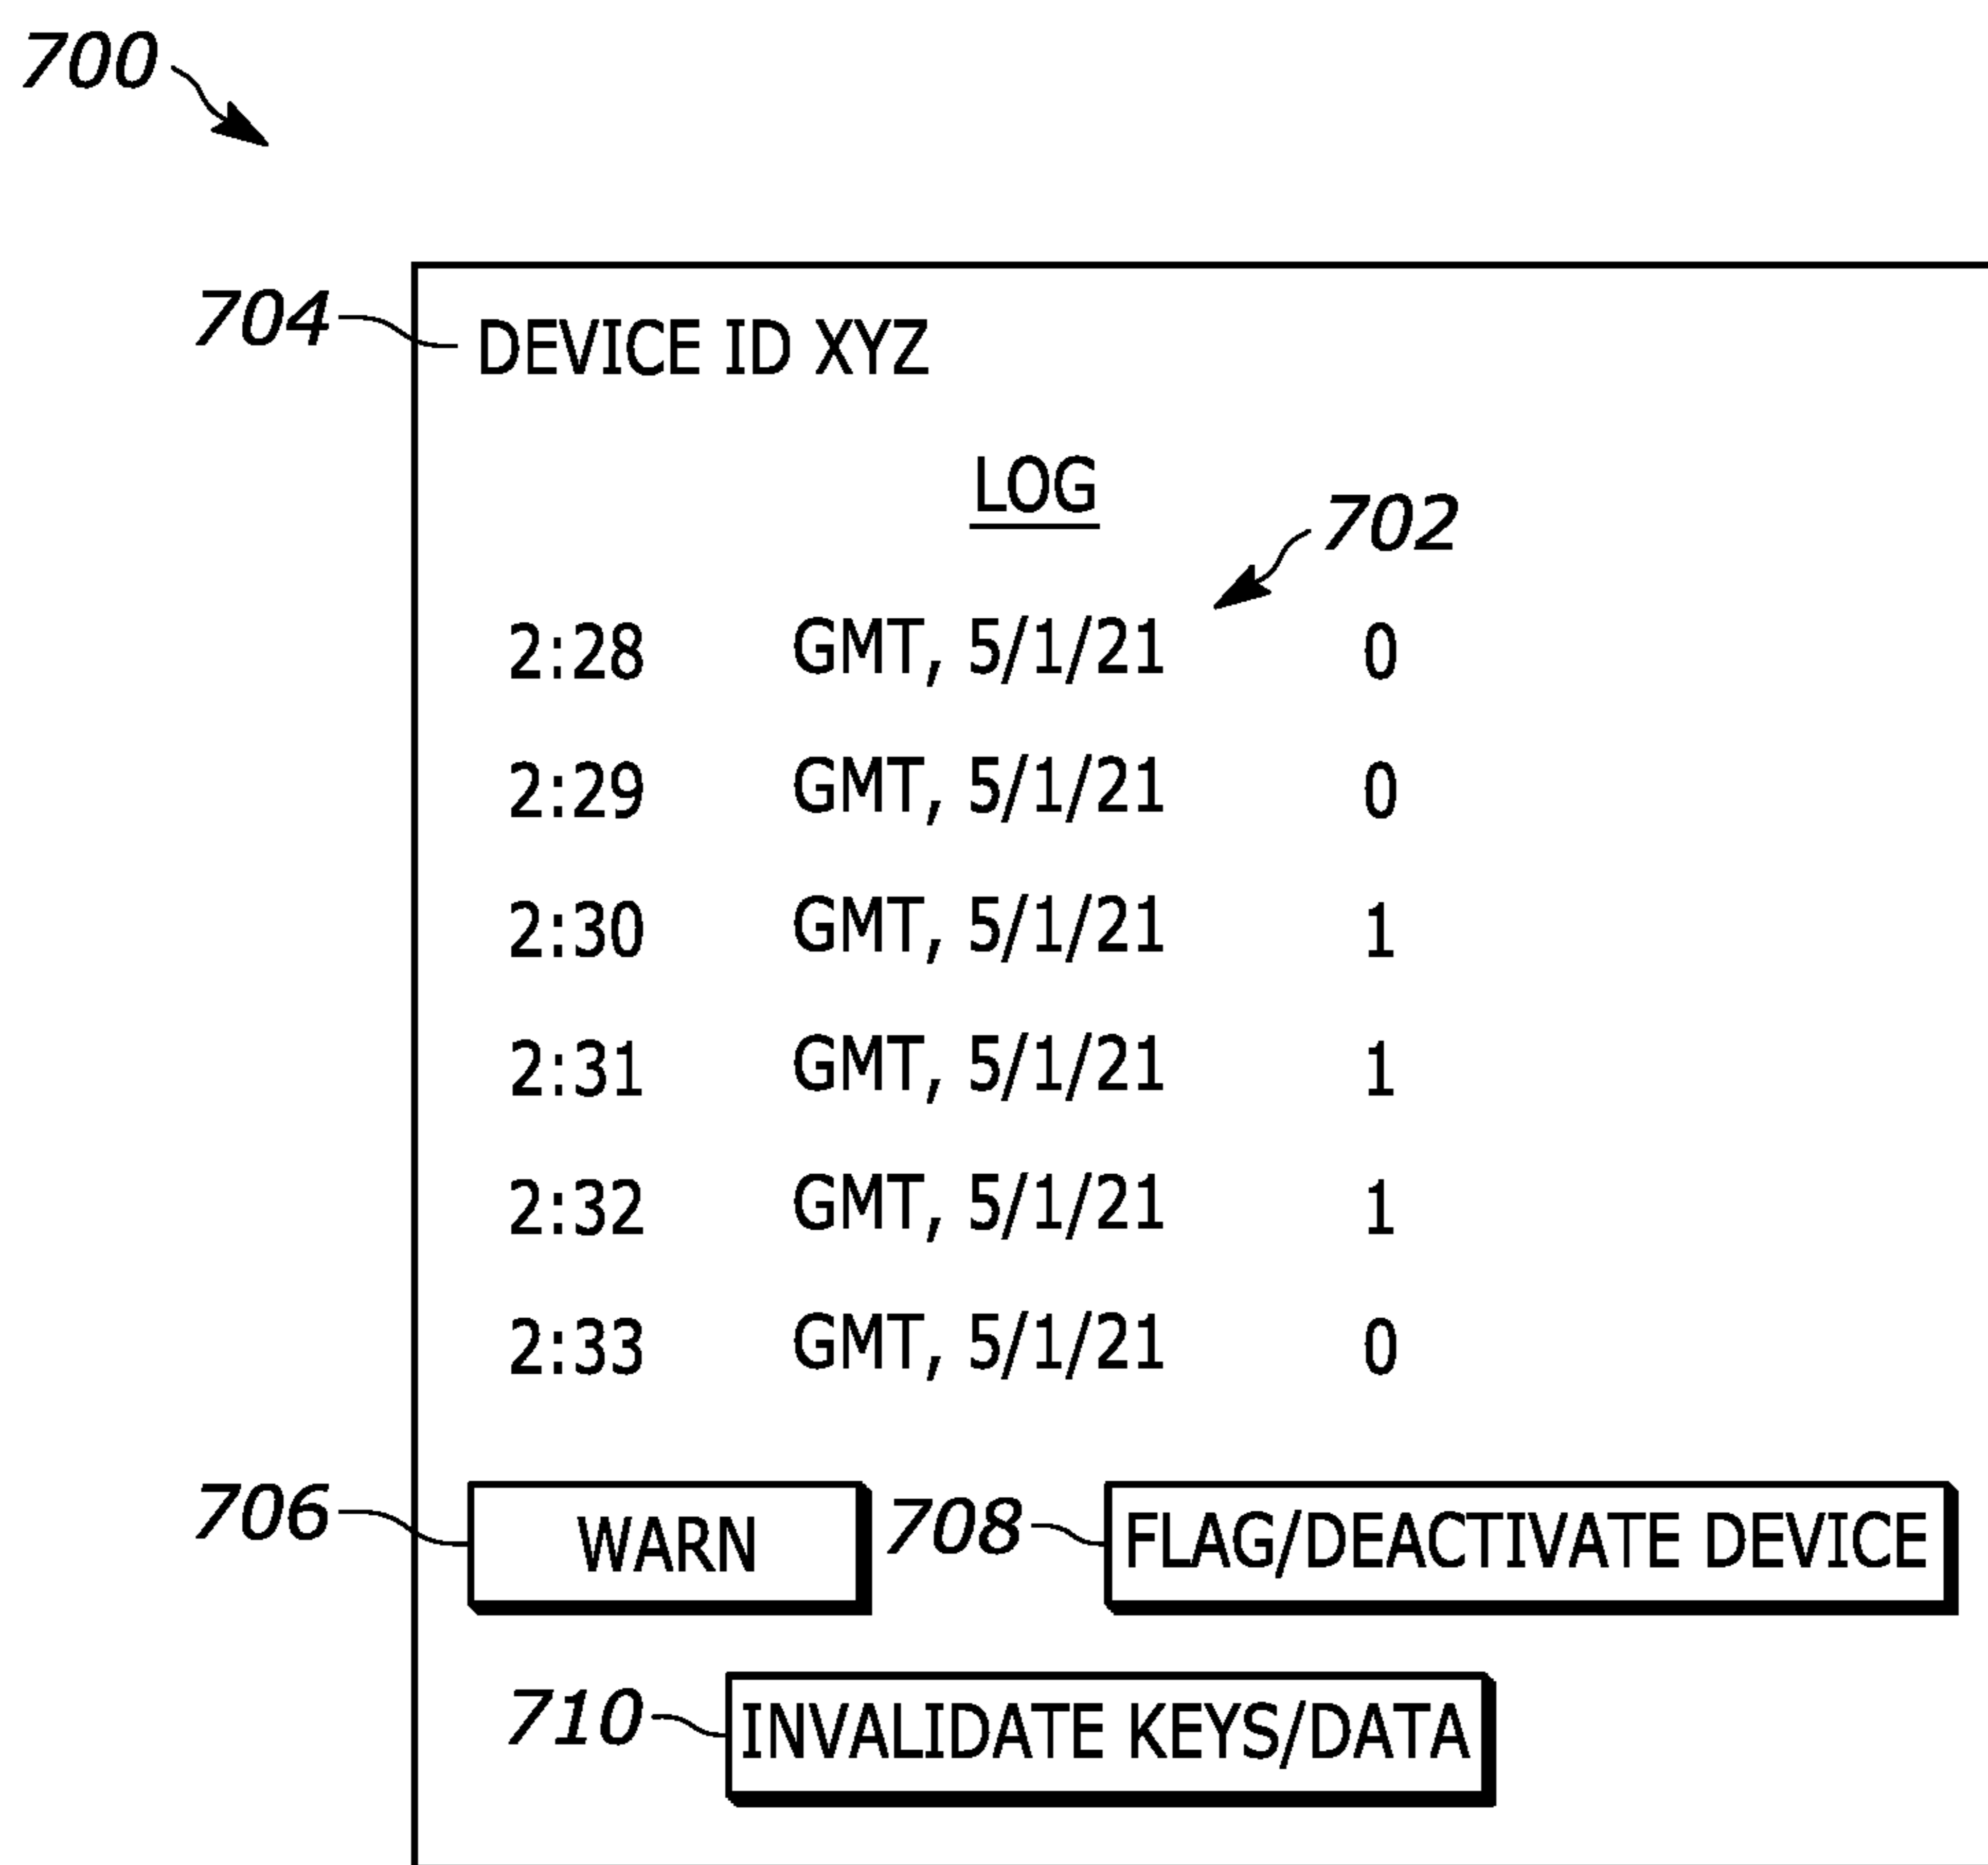 700
704 DEVICE ID XYZ
LOG
702
2:28 GMT, 5/1/21 0
2:29 GMT, 5/1/21 0
2:30 GMT, 5/1/21 1
2:31 GMT, 5/1/21 1
2:32 GMT, 5/1/21 1
2:33 GMT, 5/1/21 0
706 WARN 708 FLAG/DEACTIVATE DEVICE
710 INVALIDATE KEYS/DATA